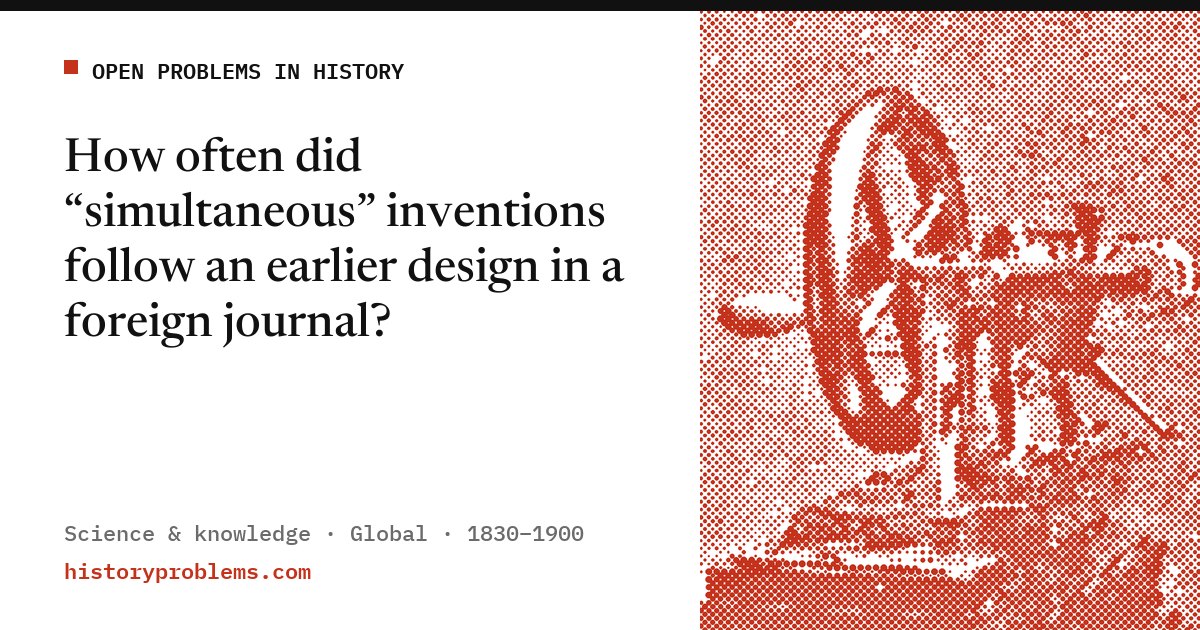 OPEN PROBLEMS IN HISTORY
How often did
“simultaneous” inventions
follow an earlier design in a
foreign journal?
Science & knowledge · Global · 1830–1900
historyproblems.com